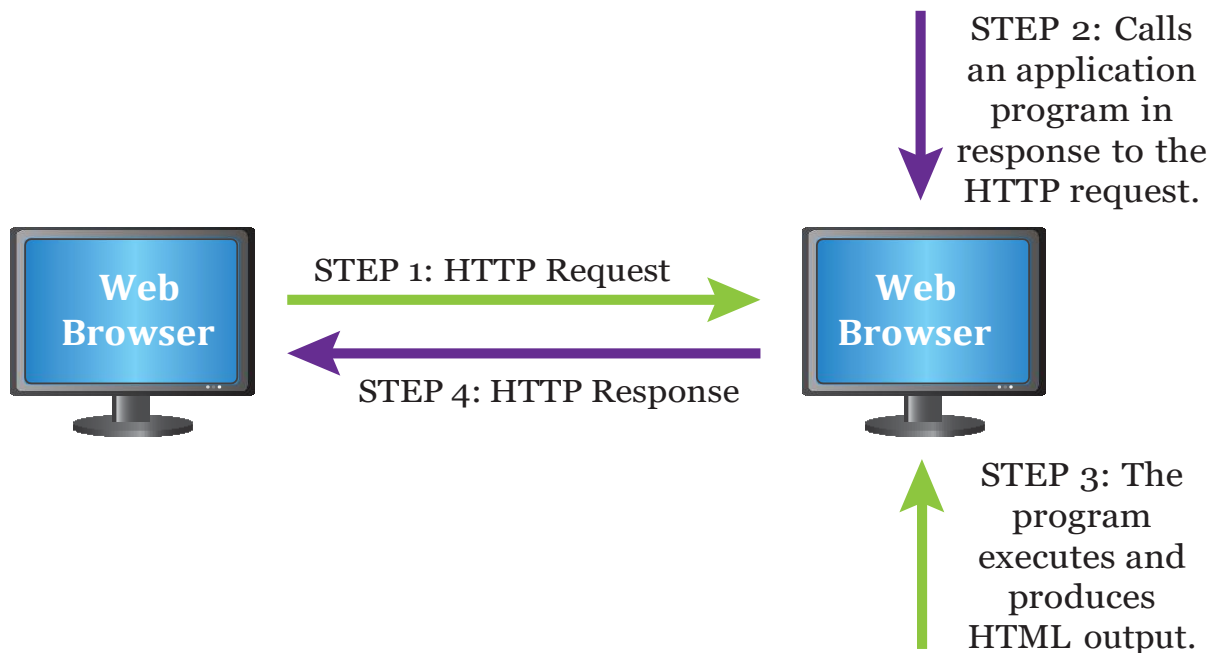 STEP 2: Calls
an application
program in
response to the
HTTP request.
Web
Browser
STEP 1: HTTP Request
STEP 4: HTTP Response
Web
Browser
STEP 3: The
program
executes and
produces
HTML output.